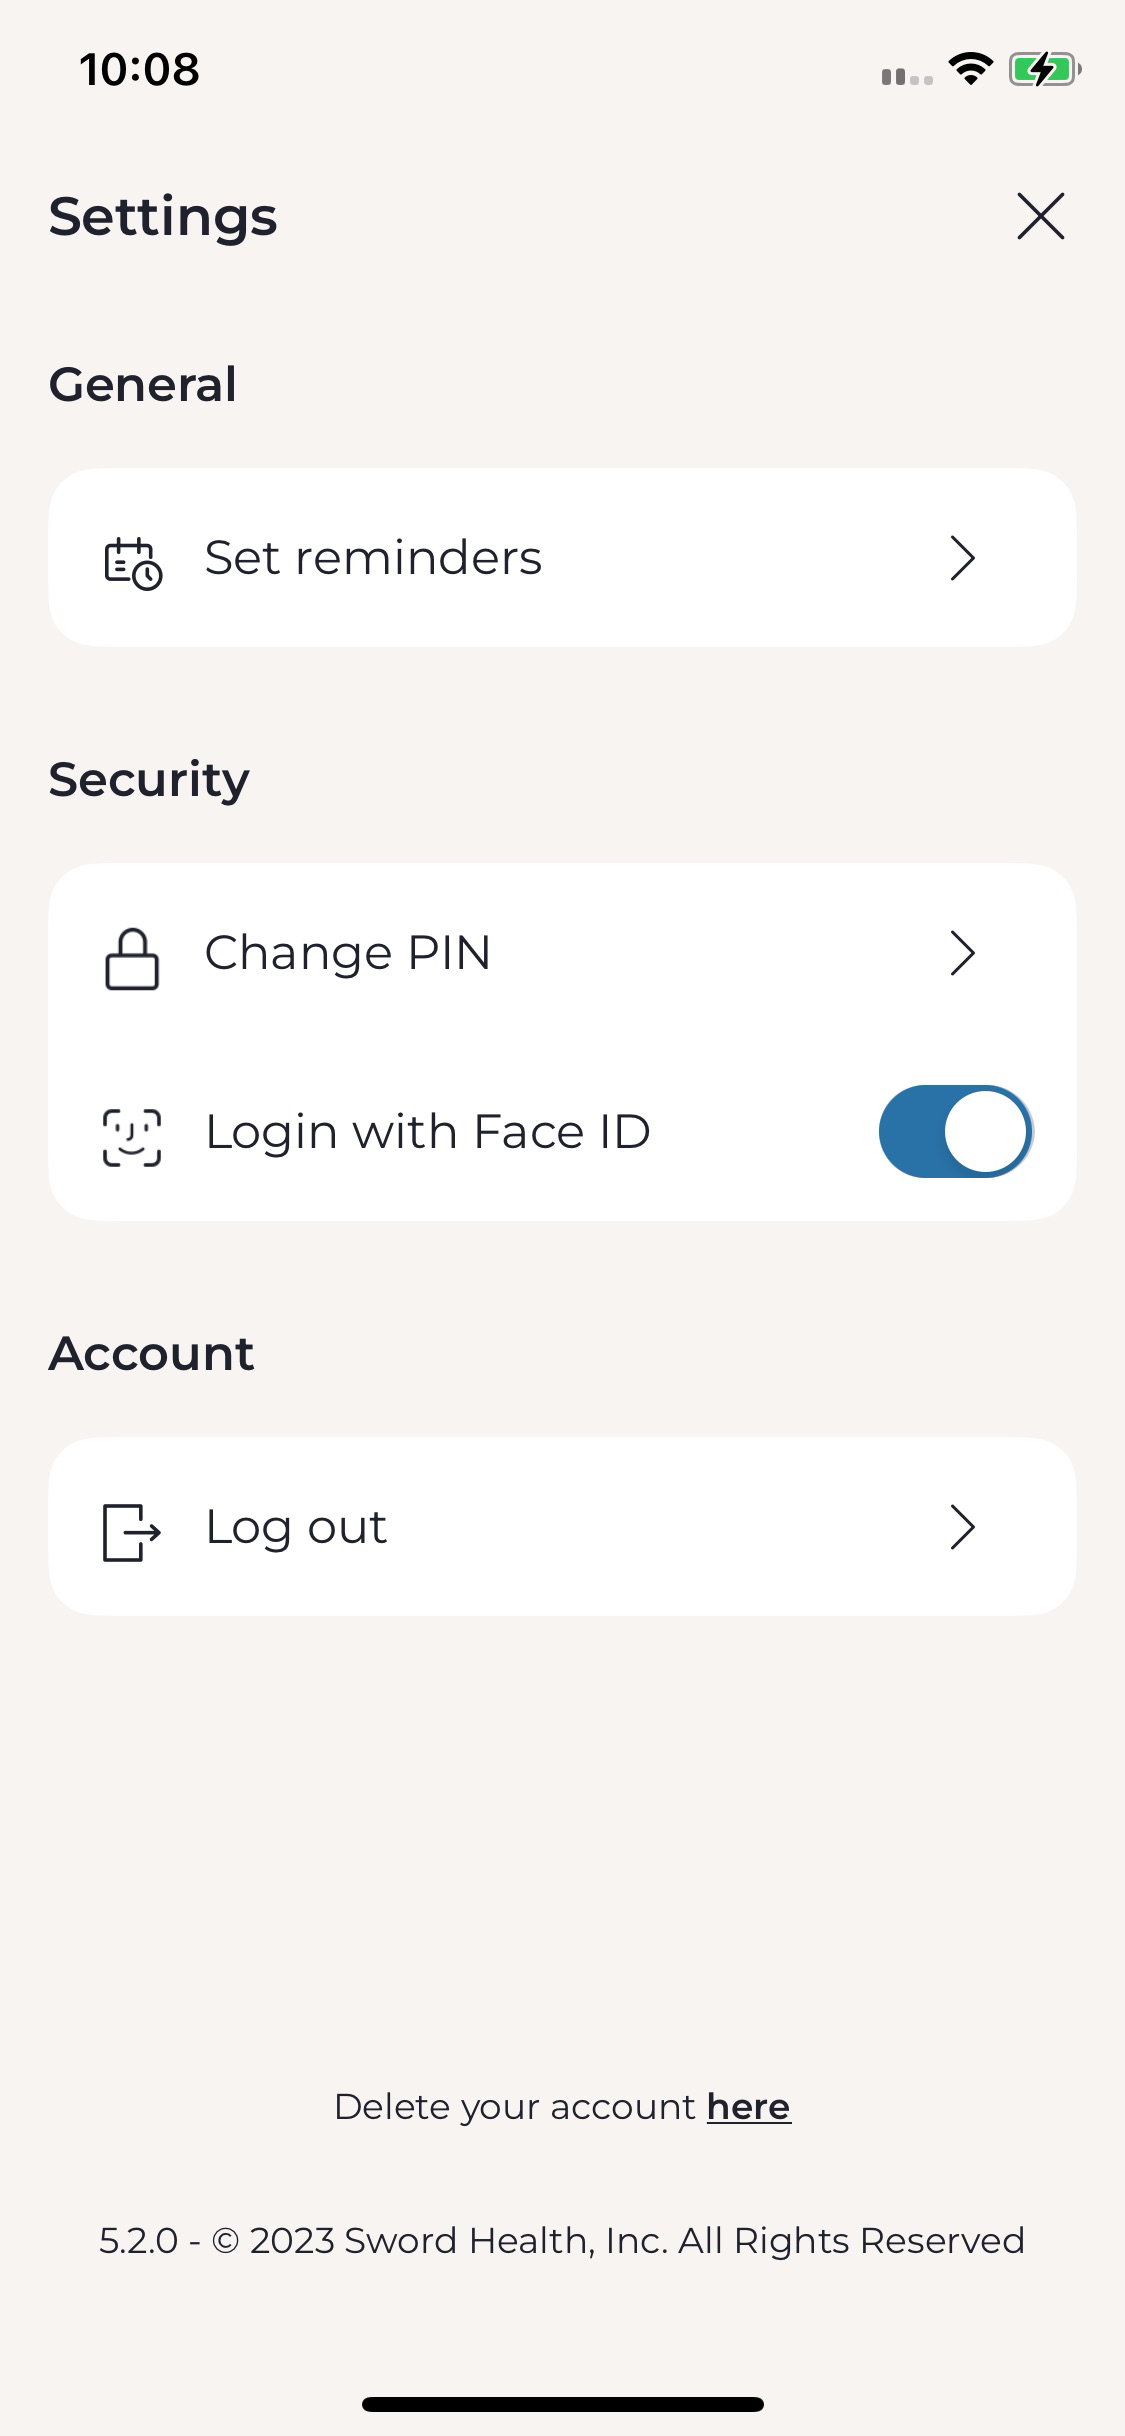 10:08
Settings
General
Set reminders
Security
Change PIN
Login with Face ID
Account
Log out
Delete your account here
5.2.0 - © 2023 Sword Health, Inc. All Rights Reserved